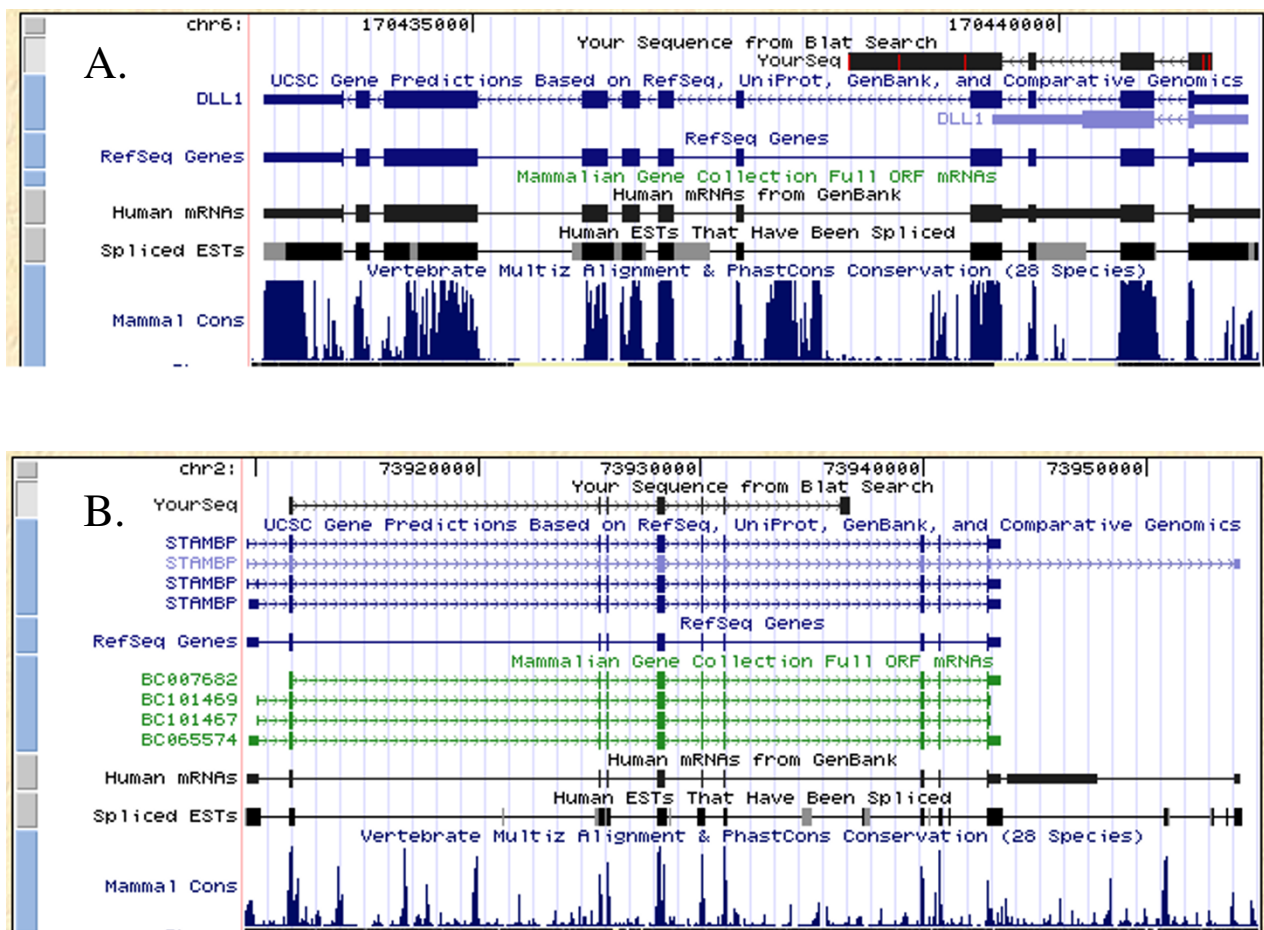 A.
chr6: 170435000| 170440000|
Your Sequence from Blat Search
YourSeq
UCSC Gene Predictions Based on RefSeq, UniProt, GenBank, and Comparative Genomics
DLL1
DLL1
RefSeq Genes
RefSeq Genes
Mammalian Gene Collection Full ORF mRNAs
Human mRNAs from GenBank
Human mRNAs
Human ESTs That Have Been Spliced
Spliced ESTs
Vertebrate Multiz Alignment & PhastCons Conservation (28 Species)
Mammal Cons
B.
chr2: | 73920000| 73930000| 73940000| 73950000|
Your Sequence from Blat Search
YourSeq
UCSC Gene Predictions Based on RefSeq, UniProt, GenBank, and Comparative Genomics
STAMBP
STAMBP
STAMBP
STAMBP
RefSeq Genes
RefSeq Genes
Mammalian Gene Collection Full ORF mRNAs
BC007682
BC101469
BC101467
BC065574
Human mRNAs from GenBank
Human mRNAs
Human ESTs That Have Been Spliced
Spliced ESTs
Vertebrate Multiz Alignment & PhastCons Conservation (28 Species)
Mammal Cons